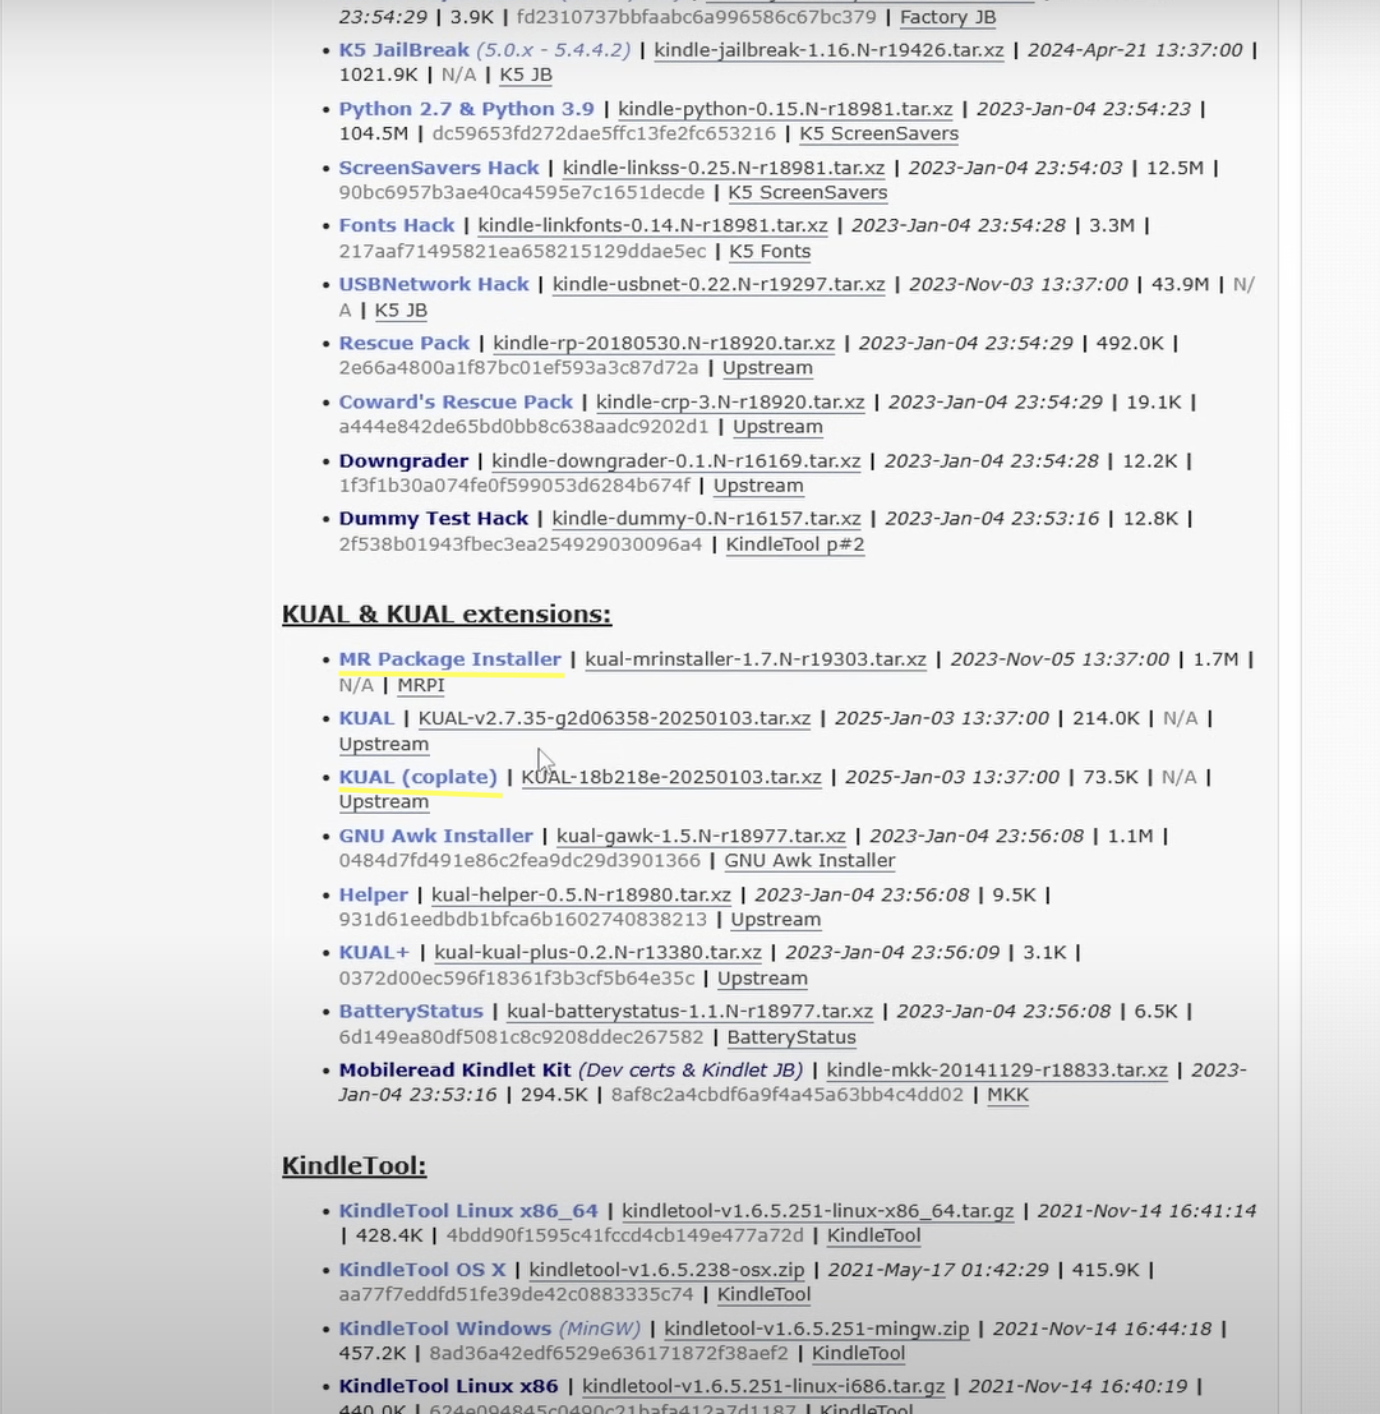 23:54:29 | 3.9K | fd2310737bbfaabc6a996586c67bc379 | Factory JB
• K5 JailBreak (5.0.x - 5.4.4.2) | kindle-jailbreak-1.16.N-r19426.tar.xz | 2024-Apr-21 13:37:00 |
1021.9K | N/A | K5 JB
• Python 2.7 & Python 3.9 | kindle-python-0.15.N-r18981.tar.xz | 2023-Jan-04 23:54:23 |
104.5M | dc59653fd272dae5ffc13fe2fc653216 | K5 ScreenSavers
• ScreenSavers Hack | kindle-linkss-0.25.N-r18981.tar.xz | 2023-Jan-04 23:54:03 | 12.5M |
90bc6957b3ae40ca4595e7c1651decde | K5 ScreenSavers
• Fonts Hack | kindle-linkfonts-0.14.N-r18981.tar.xz | 2023-Jan-04 23:54:28 | 3.3M |
217aaf71495821ea658215129ddae5ec | K5 Fonts
• USBNetwork Hack | kindle-usbnet-0.22.N-r19297.tar.xz | 2023-Nov-03 13:37:00 | 43.9M | N/
A | K5 JB
• Rescue Pack | kindle-rp-20180530.N-r18920.tar.xz | 2023-Jan-04 23:54:29 | 492.0K |
2e66a4800a1f87bc01ef593a3c87d72a | Upstream
• Coward's Rescue Pack | kindle-crp-3.N-r18920.tar.xz | 2023-Jan-04 23:54:29 | 19.1K |
a444e842de65bd0bb8c638aadc9202d1 | Upstream
• Downgrader | kindle-downgrader-0.1.N-r16169.tar.xz | 2023-Jan-04 23:54:28 | 12.2K |
1f3f1b30a074fe0f599053d6284b674f | Upstream
• Dummy Test Hack | kindle-dummy-0.N-r16157.tar.xz | 2023-Jan-04 23:53:16 | 12.8K |
2f538b01943fbec3ea254929030096a4 | KindleTool p#2
KUAL & KUAL extensions:
• MR Package Installer | kual-mrinstaller-1.7.N-r19303.tar.xz | 2023-Nov-05 13:37:00 | 1.7M |
N/A | MRPI
• KUAL | KUAL-v2.7.35-g2d06358-20250103.tar.xz | 2025-Jan-03 13:37:00 | 214.0K | N/A |
Upstream
• KUAL (coplate) | KUAL-18b218e-20250103.tar.xz | 2025-Jan-03 13:37:00 | 73.5K | N/A |
Upstream
• GNU Awk Installer | kual-gawk-1.5.N-r18977.tar.xz | 2023-Jan-04 23:56:08 | 1.1M |
0484d7fd491e86c2fea9dc29d3901366 | GNU Awk Installer
• Helper | kual-helper-0.5.N-r18980.tar.xz | 2023-Jan-04 23:56:08 | 9.5K |
931d61eedbdb1bfca6b1602740838213 | Upstream
• KUAL+ | kual-kual-plus-0.2.N-r13380.tar.xz | 2023-Jan-04 23:56:09 | 3.1K |
0372d00ec596f18361f3b3cf5b64e35c | Upstream
• BatteryStatus | kual-batterystatus-1.1.N-r18977.tar.xz | 2023-Jan-04 23:56:08 | 6.5K |
6d149ea80df5081c8c9208ddec267582 | BatteryStatus
• Mobileread Kindlet Kit (Dev certs & Kindlet JB) | kindle-mkk-20141129-r18833.tar.xz | 2023-
Jan-04 23:53:16 | 294.5K | 8af8c2a4cbdf6a9f4a45a63bb4c4dd02 | MKK
KindleTool:
• KindleTool Linux x86_64 | kindletool-v1.6.5.251-linux-x86_64.tar.gz | 2021-Nov-14 16:41:14
| 428.4K | 4bdd90f1595c41fccd4cb149e477a72d | KindleTool
• KindleTool OS X | kindletool-v1.6.5.238-osx.zip | 2021-May-17 01:42:29 | 415.9K |
aa77f7eddfd51fe39de42c0883335c74 | KindleTool
• KindleTool Windows (MinGW) | kindletool-v1.6.5.251-mingw.zip | 2021-Nov-14 16:44:18 |
457.2K | 8ad36a42edf6529e636171872f38aef2 | KindleTool
• KindleTool Linux x86 | kindletool-v1.6.5.251-linux-i686.tar.gz | 2021-Nov-14 16:40:19 |
440.0K | 624e094845c0490c21bafa412a7d1187 | KindleTool